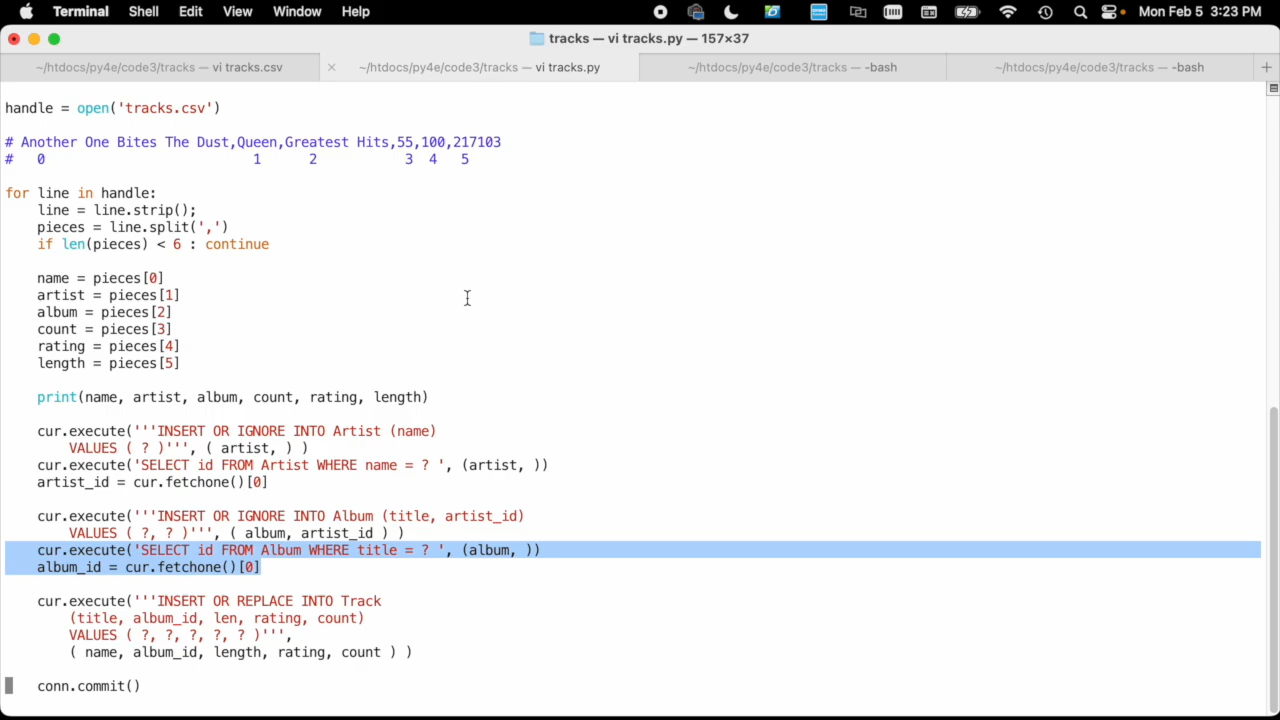 Terminal Shell Edit View Window Help Mon Feb 5 3:23 PM
tracks — vi tracks.py — 157×37
~/htdocs/py4e/code3/tracks — vi tracks.csv ~/htdocs/py4e/code3/tracks — vi tracks.py ~/htdocs/py4e/code3/tracks — -bash ~/htdocs/py4e/code3/tracks — -bash
handle = open('tracks.csv')
# Another One Bites The Dust,Queen,Greatest Hits,55,100,217103
#   0                          1      2           3  4   5
for line in handle:
    line = line.strip();
    pieces = line.split(',')
    if len(pieces) < 6 : continue
    name = pieces[0]
    artist = pieces[1]
    album = pieces[2]
    count = pieces[3]
    rating = pieces[4]
    length = pieces[5]
    print(name, artist, album, count, rating, length)
    cur.execute('''INSERT OR IGNORE INTO Artist (name)
        VALUES ( ? )''', ( artist, ) )
    cur.execute('SELECT id FROM Artist WHERE name = ? ', (artist, ))
    artist_id = cur.fetchone()[0]
    cur.execute('''INSERT OR IGNORE INTO Album (title, artist_id)
        VALUES ( ?, ? )''', ( album, artist_id ) )
    cur.execute('SELECT id FROM Album WHERE title = ? ', (album, ))
    album_id = cur.fetchone()[0]
    cur.execute('''INSERT OR REPLACE INTO Track
        (title, album_id, len, rating, count)
        VALUES ( ?, ?, ?, ?, ? )''',
        ( name, album_id, length, rating, count ) )
    conn.commit()